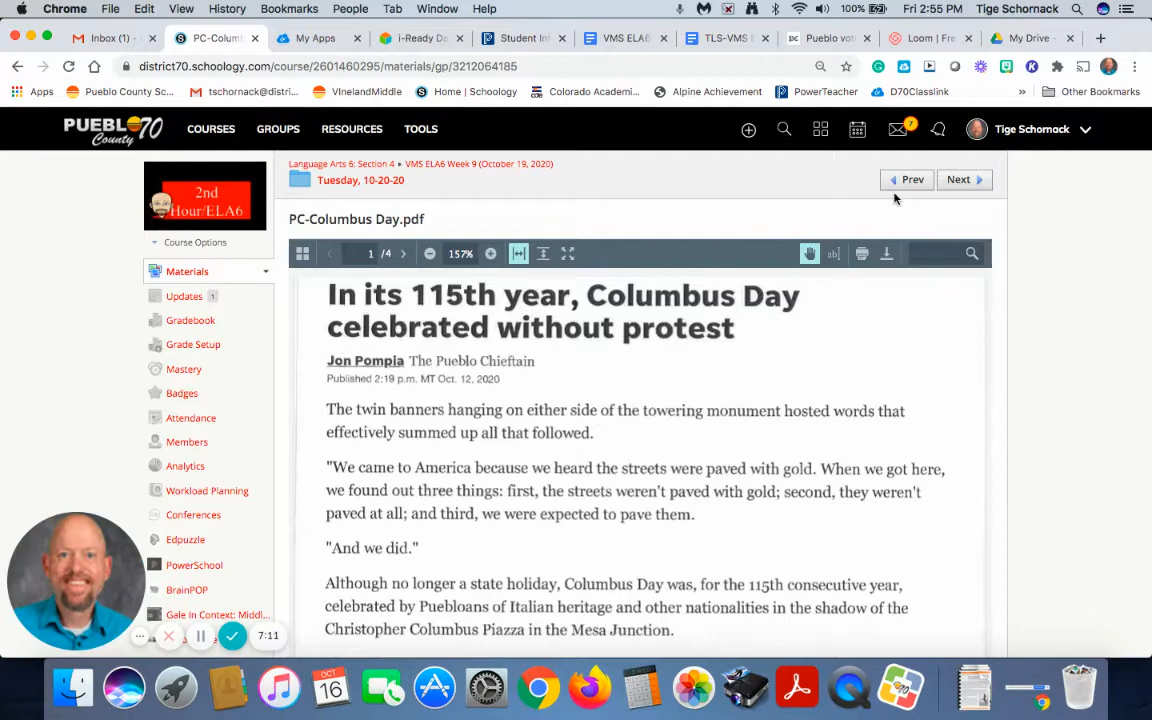 Chrome File Edit View History Bookmarks People Tab Window Help 100% Fri 2:55 PM Tige Schornack
Inbox (1) - PC-Colum My Apps i-Ready Da Student In VMS ELA6 TLS-VMS Pueblo vot Loom | Fre My Drive -
district70.schoology.com/course/2601460295/materials/gp/3212064185
Apps Pueblo County Sc... tschornack@distri... VInelandMiddle Home | Schoology Colorado Academi... Alpine Achievement PowerTeacher D70Classlink » Other Bookmarks
PUEBLO 70 County COURSES GROUPS RESOURCES TOOLS 7 Tige Schornack
Language Arts 6: Section 4 ▸ VMS ELA6 Week 9 (October 19, 2020)
Tuesday, 10-20-20
Prev Next
2nd
Hour/ELA6
PC-Columbus Day.pdf
Course Options
1 /4 157%
Materials
Updates 1
Gradebook
Grade Setup
Mastery
Badges
Attendance
Members
Analytics
Workload Planning
Conferences
Edpuzzle
PowerSchool
BrainPOP
Gale In Context: Middl...
In its 115th year, Columbus Day
celebrated without protest
Jon Pompia The Pueblo Chieftain
Published 2:19 p.m. MT Oct. 12, 2020
The twin banners hanging on either side of the towering monument hosted words that
effectively summed up all that followed.
"We came to America because we heard the streets were paved with gold. When we got here,
we found out three things: first, the streets weren't paved with gold; second, they weren't
paved at all; and third, we were expected to pave them.
"And we did."
Although no longer a state holiday, Columbus Day was, for the 115th consecutive year,
celebrated by Puebloans of Italian heritage and other nationalities in the shadow of the
Christopher Columbus Piazza in the Mesa Junction.
7:11
OCT
16